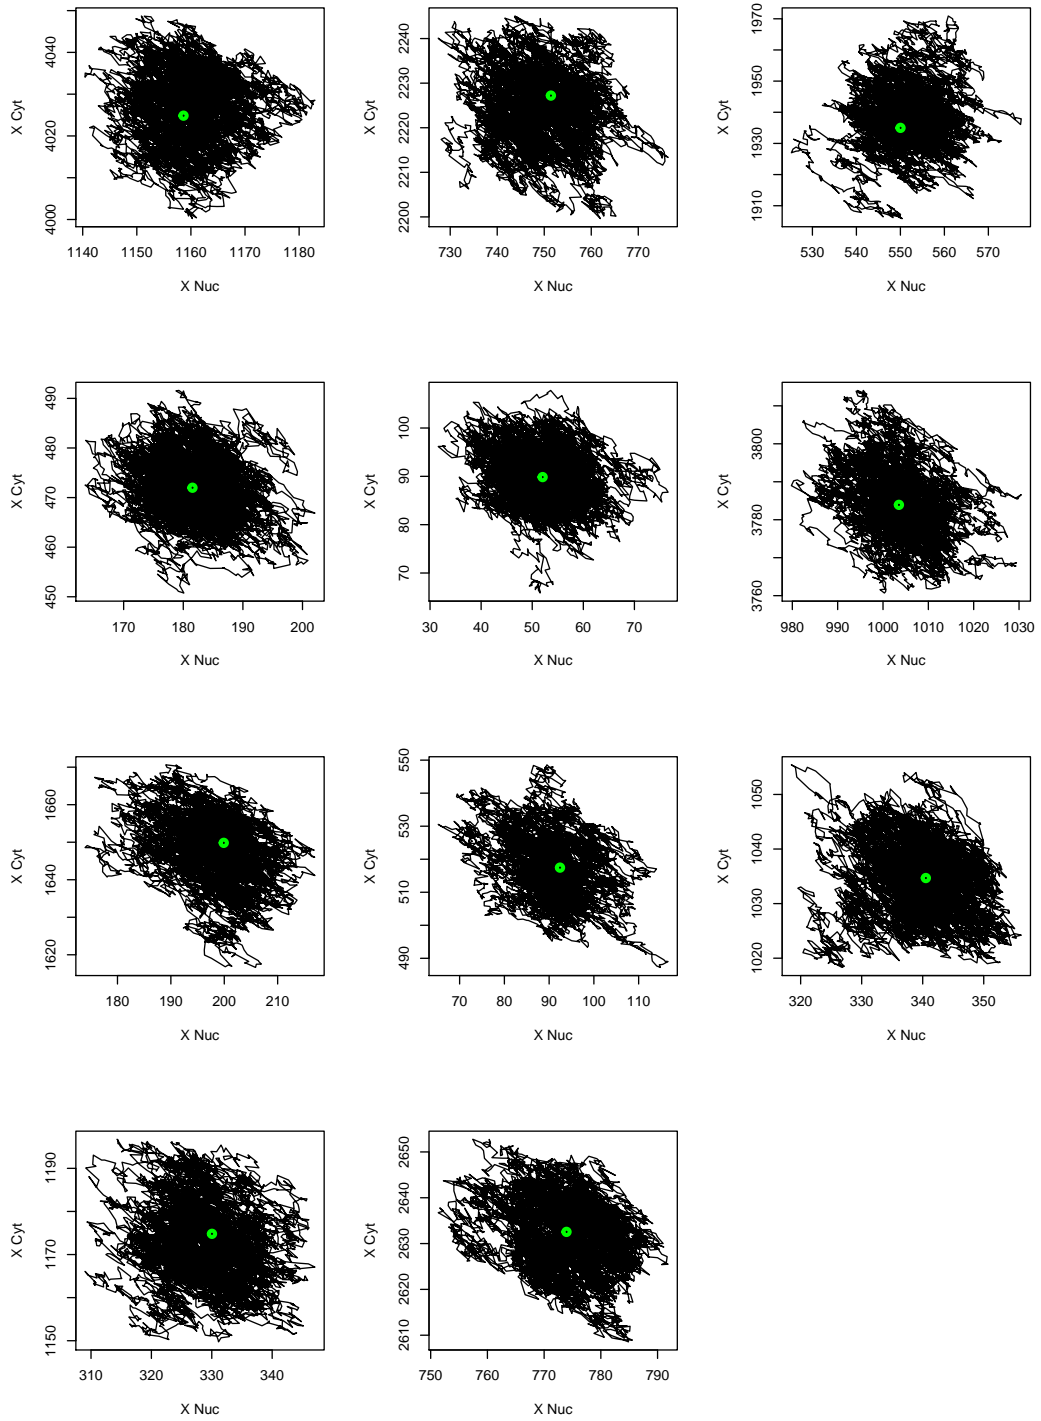 4000 4020 4040
X Cyt
1140 1150 1160 1170 1180
X Nuc
2200 2210 2220 2230 2240
X Cyt
730 740 750 760 770
X Nuc
1910 1930 1950 1970
X Cyt
530 540 550 560 570
X Nuc
450 460 470 480 490
X Cyt
170 180 190 200
X Nuc
70 80 90 100
X Cyt
30 40 50 60 70
X Nuc
3760 3780 3800
X Cyt
980 990 1000 1010 1020 1030
X Nuc
1620 1640 1660
X Cyt
180 190 200 210
X Nuc
490 510 530 550
X Cyt
70 80 90 100 110
X Nuc
1020 1030 1040 1050
X Cyt
320 330 340 350
X Nuc
1150 1170 1190
X Cyt
310 320 330 340
X Nuc
2610 2620 2630 2640 2650
X Cyt
750 760 770 780 790
X Nuc